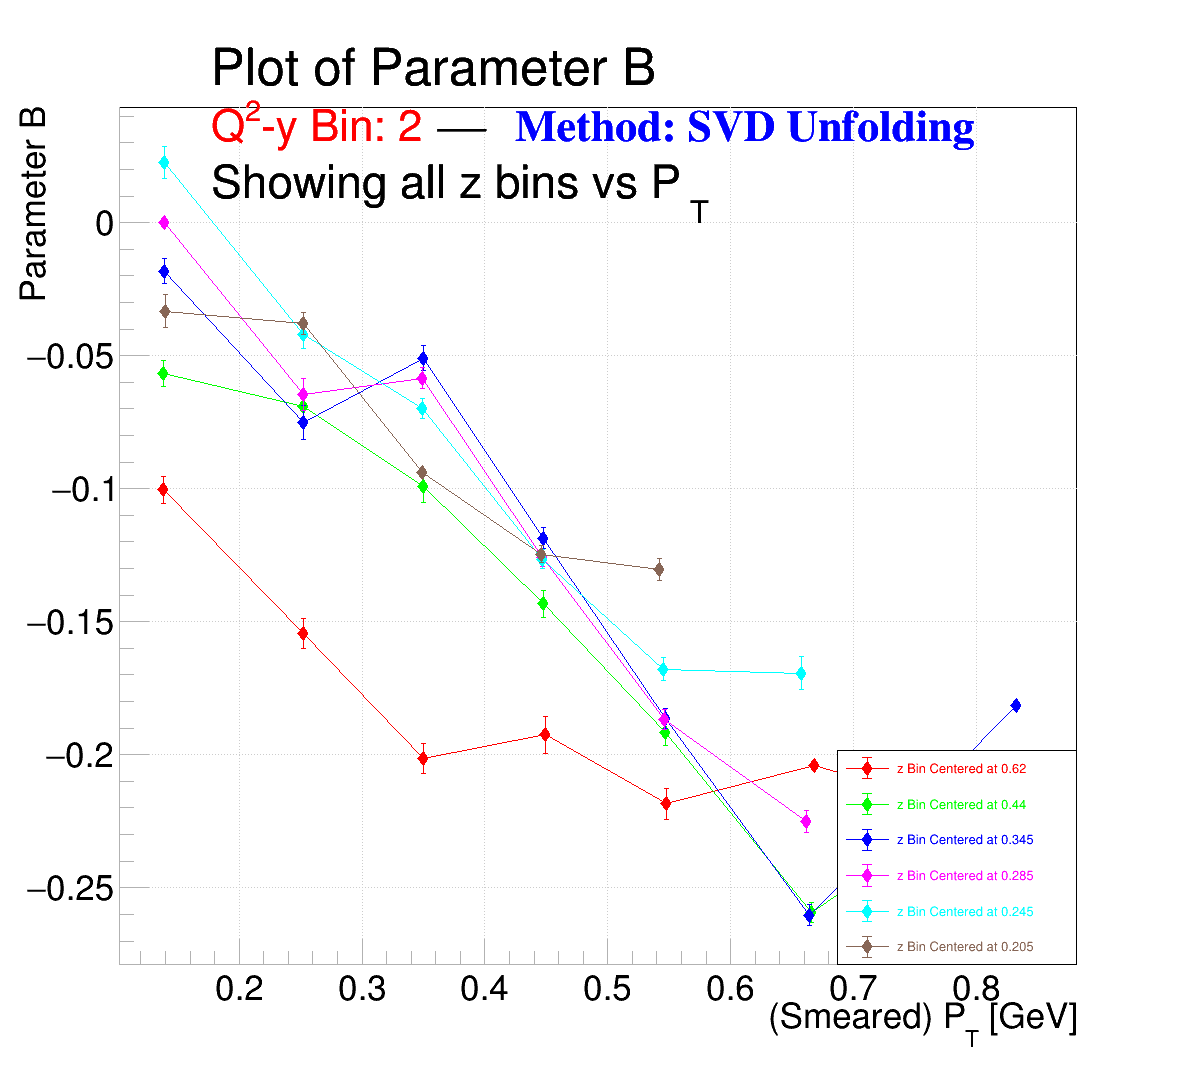 Plot of Parameter B
Q²-y Bin: 2 — Method: SVD Unfolding
Showing all z bins vs P_T
Parameter B
0
−0.05
−0.1
−0.15
−0.2
−0.25
z Bin Centered at 0.62
z Bin Centered at 0.44
z Bin Centered at 0.345
z Bin Centered at 0.285
z Bin Centered at 0.245
z Bin Centered at 0.205
0.2 0.3 0.4 0.5 0.6 0.7 0.8
(Smeared) P_T [GeV]